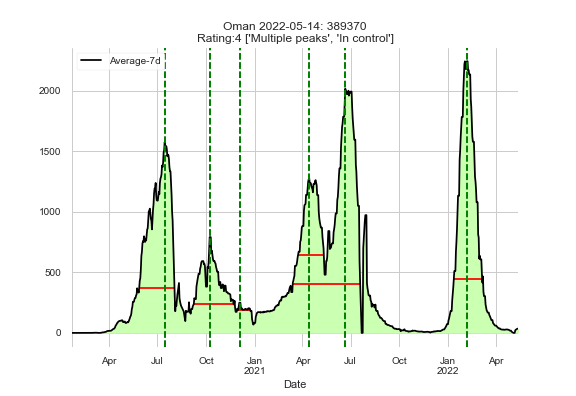 Oman 2022-05-14: 389370
Rating:4 ['Multiple peaks', 'In control']
Average-7d
2000
1500
1000
500
0
Apr Jul Oct Jan Apr Jul Oct Jan Apr
2021 2022
Date